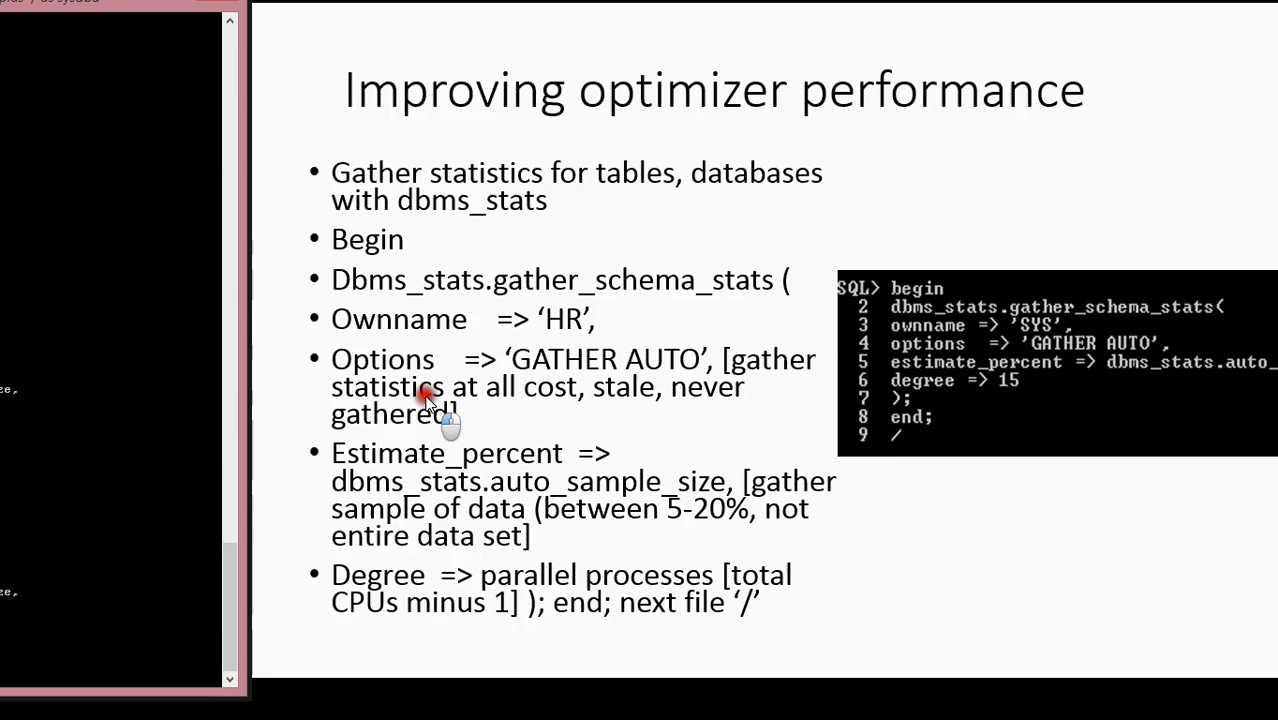 Improving optimizer performance
• Gather statistics for tables, databases
with dbms_stats
• Begin
• Dbms_stats.gather_schema_stats (
• Ownname => ‘HR’,
• Options => ‘GATHER AUTO’, [gather
statistics at all cost, stale, never
gathered]
• Estimate_percent =>
dbms_stats.auto_sample_size, [gather
sample of data (between 5-20%, not
entire data set]
• Degree => parallel processes [total
CPUs minus 1] ); end; next file ‘/’
SQL> begin
2 dbms_stats.gather_schema_stats(
3 ownname => 'SYS',
4 options => 'GATHER AUTO',
5 estimate_percent => dbms_stats.auto_
6 degree => 15
7 );
8 end;
9 /
ze,
ze,